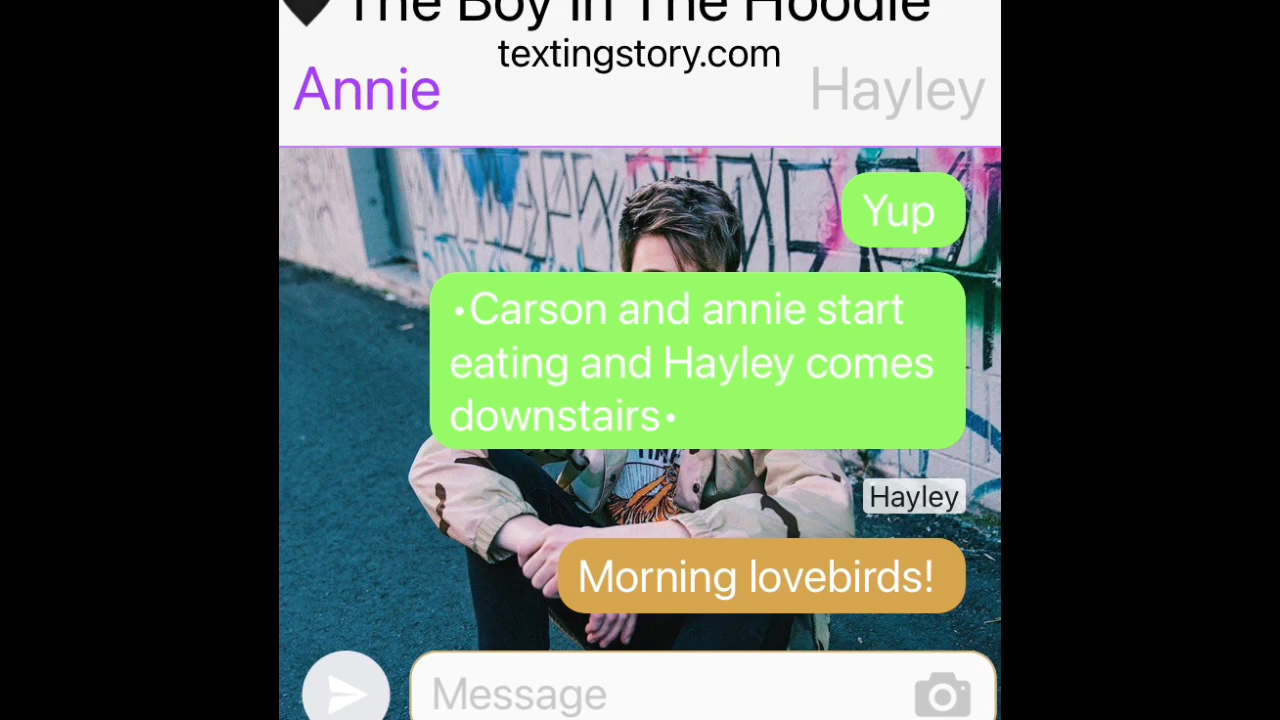 The Boy In The Hoodie
textingstory.com
Annie
Hayley
Yup
•Carson and annie start
eating and Hayley comes
downstairs•
Hayley
Morning lovebirds!
Message